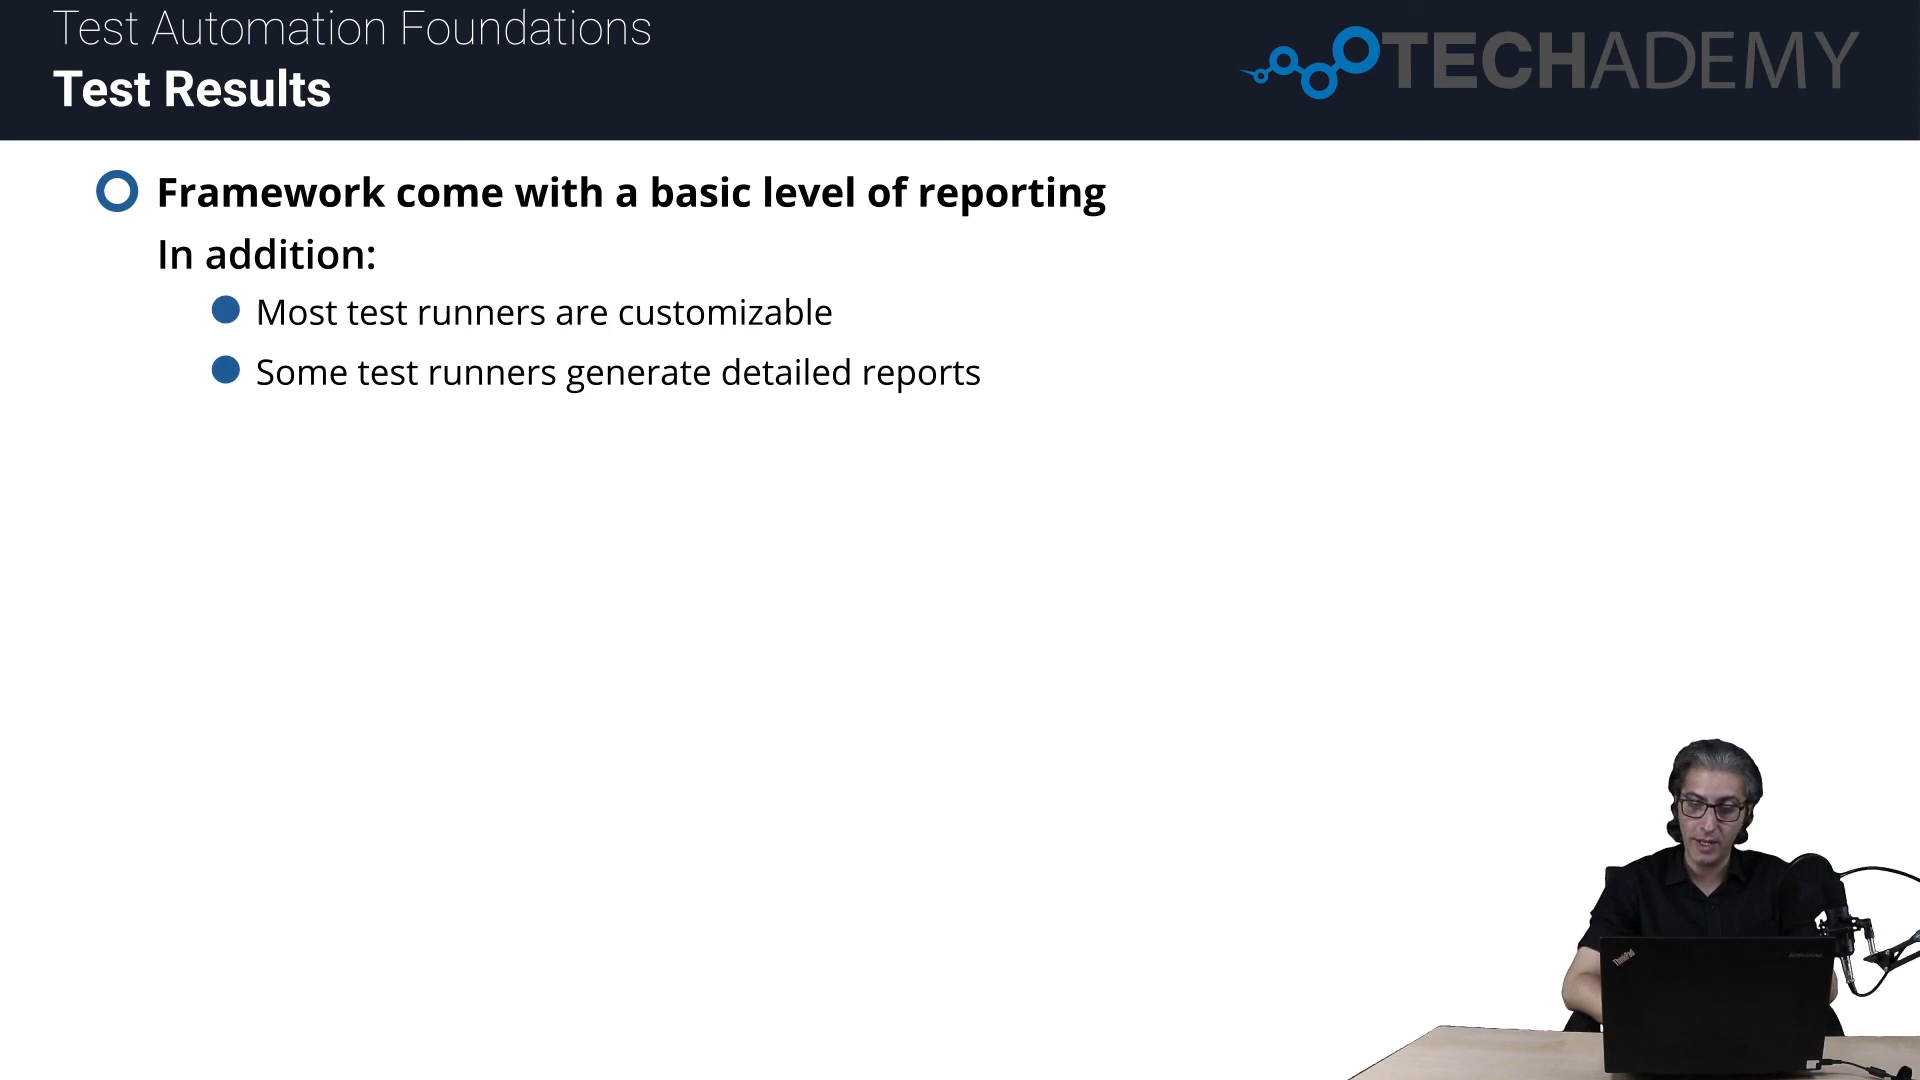 Test Automation Foundations
Test Results
TECHADEMY
Framework come with a basic level of reporting
In addition:
Most test runners are customizable
Some test runners generate detailed reports
ThinkPad